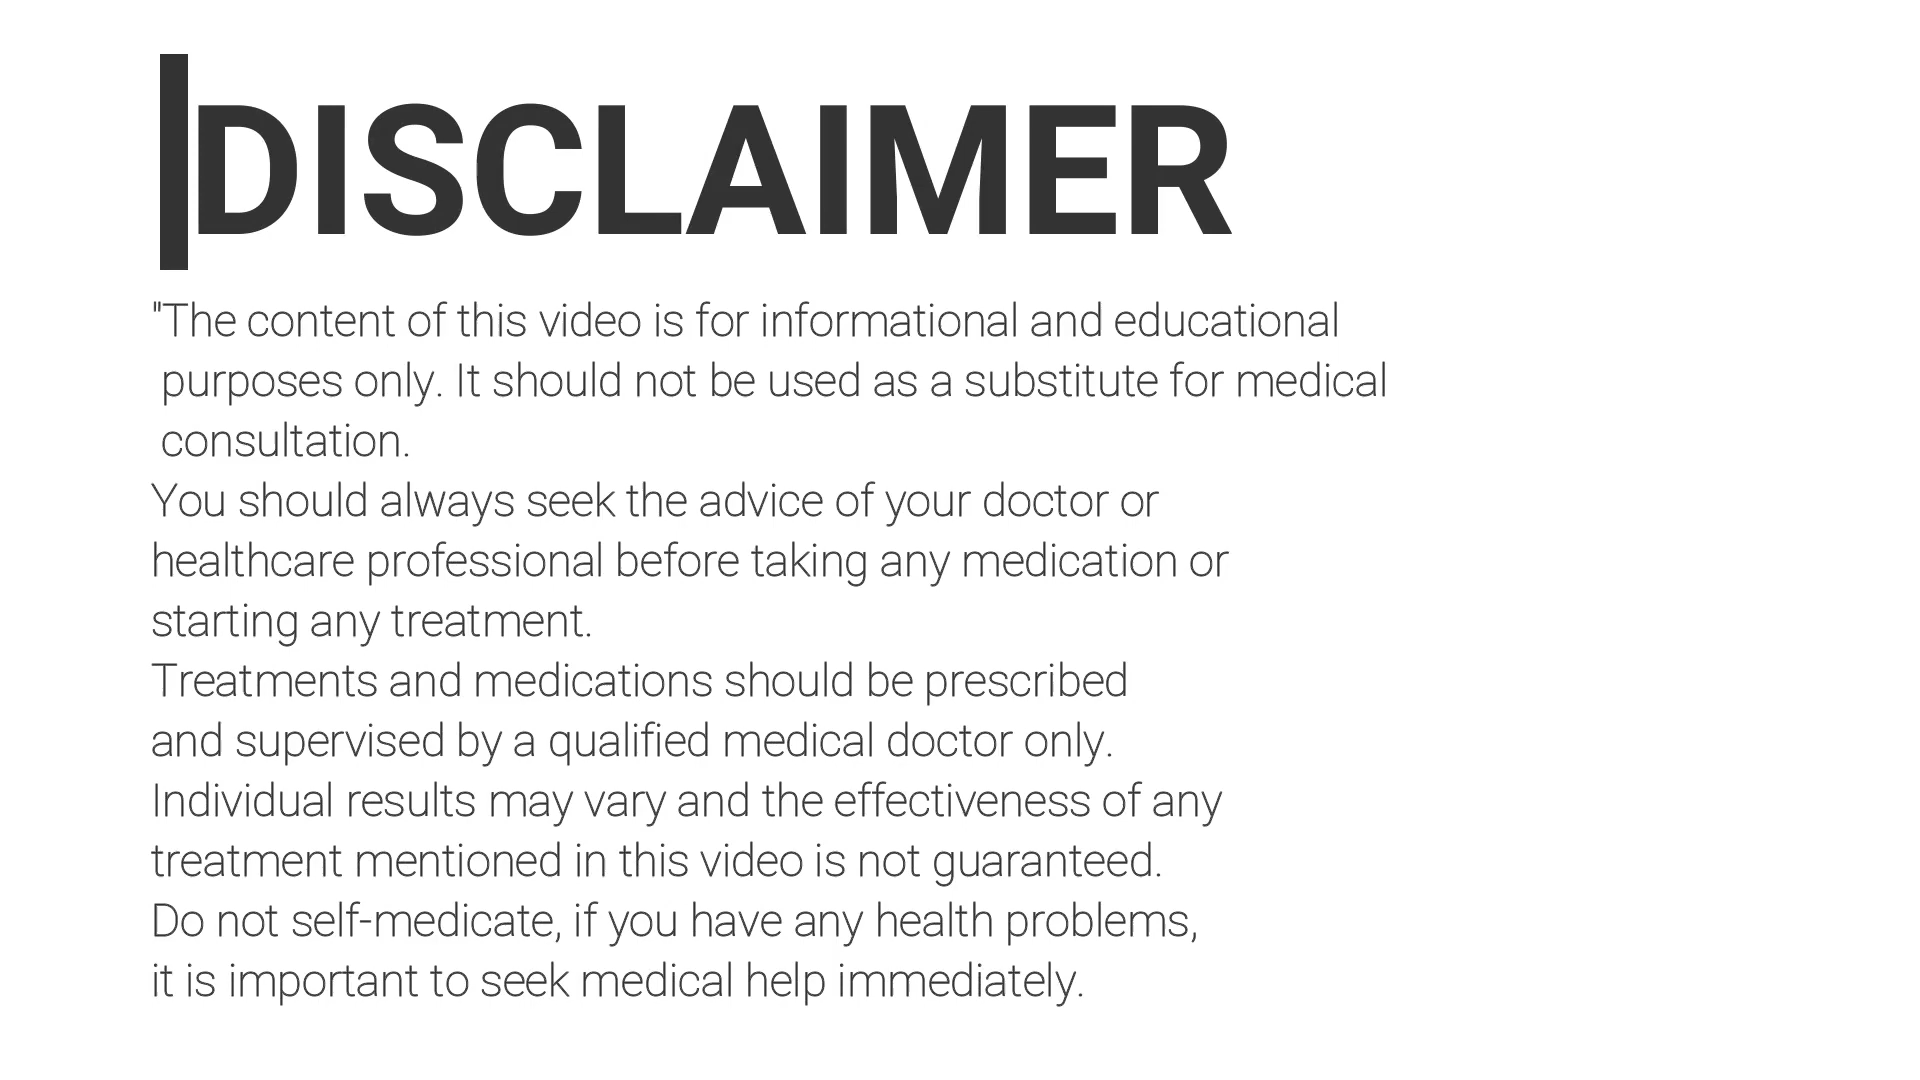 DISCLAIMER
"The content of this video is for informational and educational
purposes only. It should not be used as a substitute for medical
consultation.
You should always seek the advice of your doctor or
healthcare professional before taking any medication or
starting any treatment.
Treatments and medications should be prescribed
and supervised by a qualified medical doctor only.
Individual results may vary and the effectiveness of any
treatment mentioned in this video is not guaranteed.
Do not self-medicate, if you have any health problems,
it is important to seek medical help immediately.